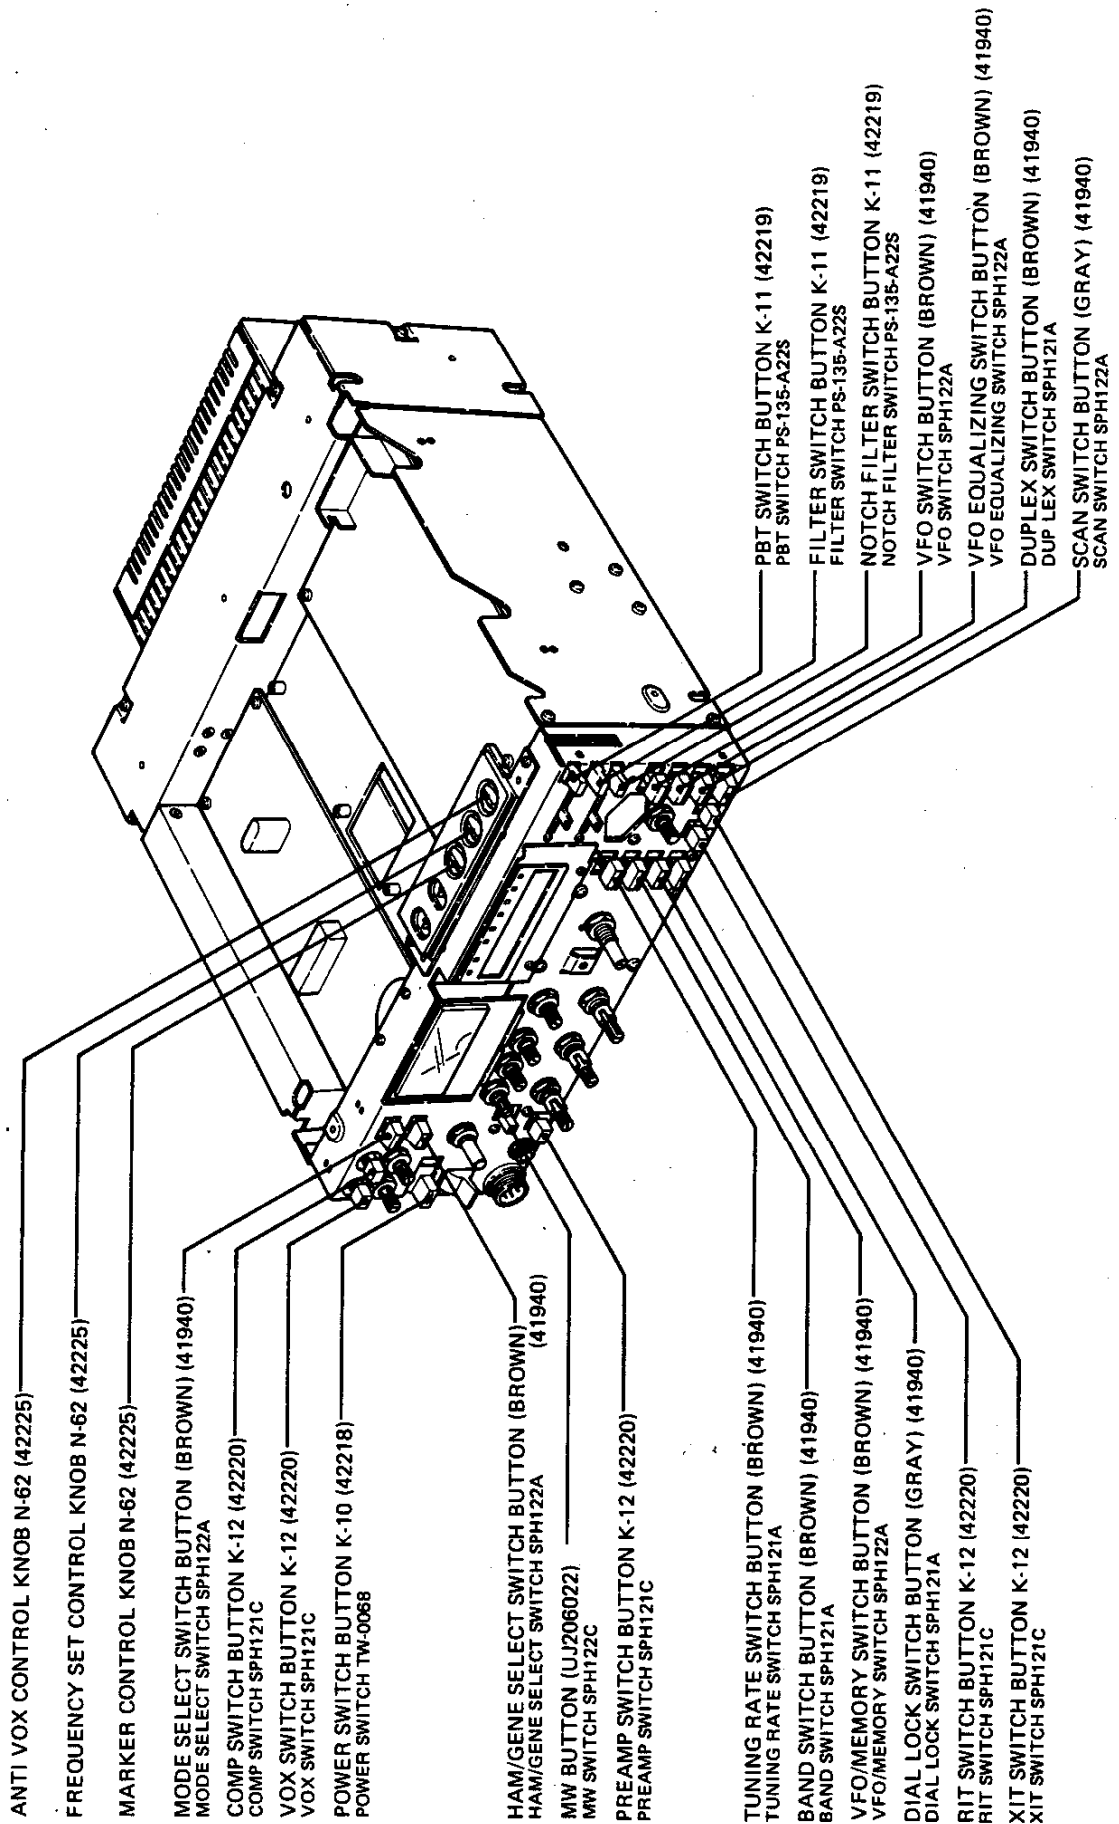 ANTI VOX CONTROL KNOB N-62 (42225)
FREQUENCY SET CONTROL KNOB N-62 (42225)
MARKER CONTROL KNOB N-62 (42225)
MODE SELECT SWITCH BUTTON (BROWN) (41940)
MODE SELECT SWITCH SPH122A
COMP SWITCH BUTTON K-12 (42220)
COMP SWITCH SPH121C
VOX SWITCH BUTTON K-12 (42220)
VOX SWITCH SPH121C
POWER SWITCH BUTTON K-10 (42218)
POWER SWITCH TW-0068
HAM/GENE SELECT SWITCH BUTTON (BROWN)
HAM/GENE SELECT SWITCH SPH122A (41940)
MW BUTTON (UJ206022)
MW SWITCH SPH122C
PREAMP SWITCH BUTTON K-12 (42220)
PREAMP SWITCH SPH121C
TUNING RATE SWITCH BUTTON (BROWN) (41940)
TUNING RATE SWITCH SPH121A
BAND SWITCH BUTTON (BROWN) (41940)
BAND SWITCH SPH121A
VFO/MEMORY SWITCH BUTTON (BROWN) (41940)
VFO/MEMORY SWITCH SPH122A
DIAL LOCK SWITCH BUTTON (GRAY) (41940)
DIAL LOCK SWITCH SPH121A
RIT SWITCH BUTTON K-12 (42220)
RIT SWITCH SPH121C
XIT SWITCH BUTTON K-12 (42220)
XIT SWITCH SPH121C
PBT SWITCH BUTTON K-11 (42219)
PBT SWITCH PS-135-A22S
FILTER SWITCH BUTTON K-11 (42219)
FILTER SWITCH PS-135-A22S
NOTCH FILTER SWITCH BUTTON K-11 (42219)
NOTCH FILTER SWITCH PS-135-A22S
VFO SWITCH BUTTON (BROWN) (41940)
VFO SWITCH SPH122A
VFO EQUALIZING SWITCH BUTTON (BROWN) (41940)
VFO EQUALIZING SWITCH SPH122A
DUPLEX SWITCH BUTTON (BROWN) (41940)
DUP LEX SWITCH SPH121A
SCAN SWITCH BUTTON (GRAY) (41940)
SCAN SWITCH SPH122A